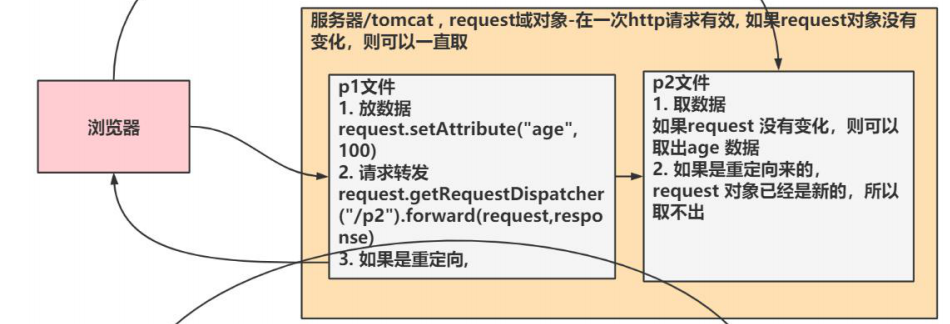 服务器/tomcat , request域对象-在一次http请求有效, 如果request对象没有
变化，则可以一直取
浏览器
p1文件
1. 放数据
request.setAttribute("age",
100)
2. 请求转发
request.getRequestDispatcher
("/p2").forward(request,respo
nse)
3. 如果是重定向,
p2文件
1. 取数据
如果request 没有变化，则可以
取出age 数据
2. 如果是重定向来的，
request 对象已经是新的，所以
取不出